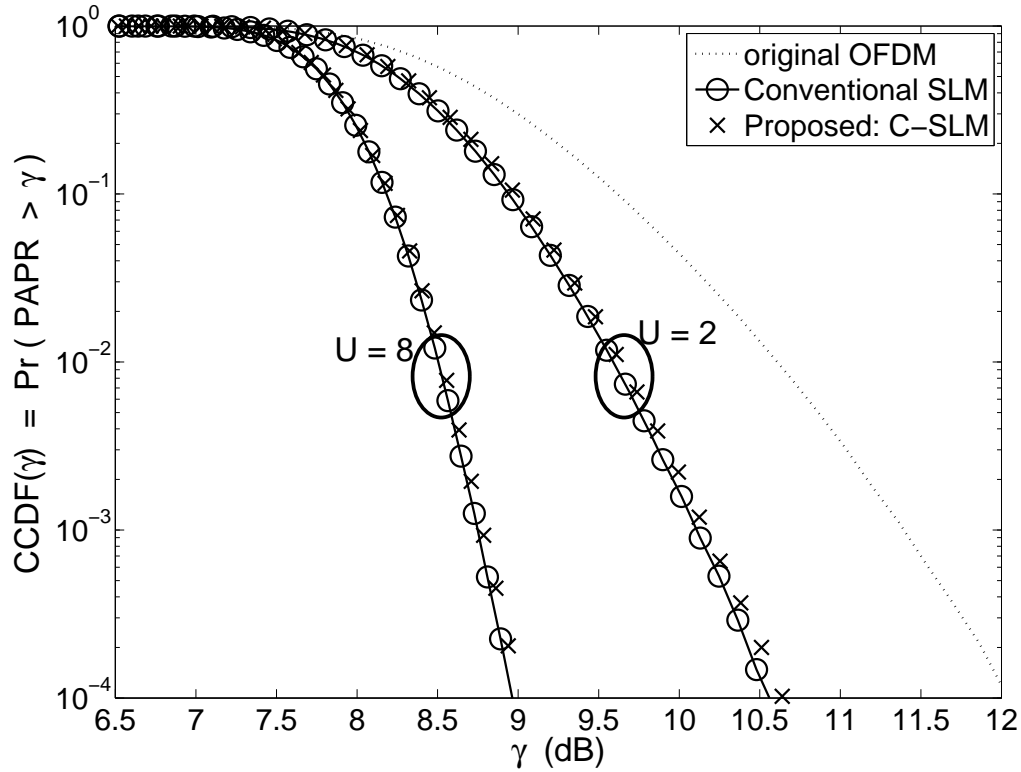 original OFDM
Conventional SLM
Proposed: C−SLM
CCDF(γ) = Pr ( PAPR > γ )
10^0
10^−1
10^−2
10^−3
10^−4
U = 8
U = 2
6.5 7 7.5 8 8.5 9 9.5 10 10.5 11 11.5 12
γ (dB)